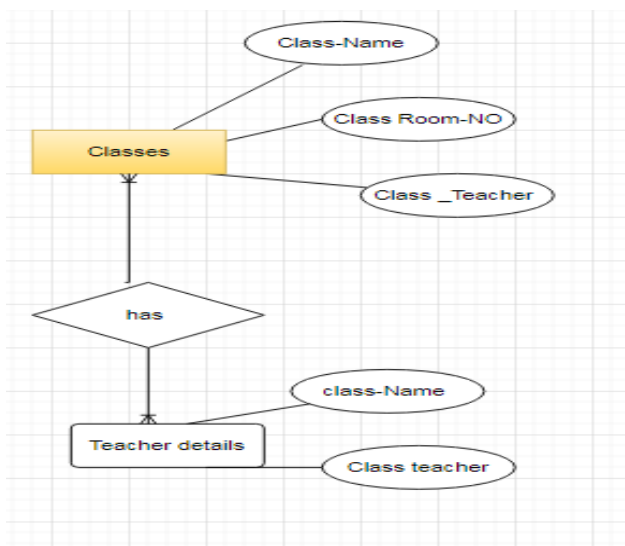 Class-Name
Class Room-NO
Classes
Class _Teacher
has
class-Name
Teacher details
Class teacher